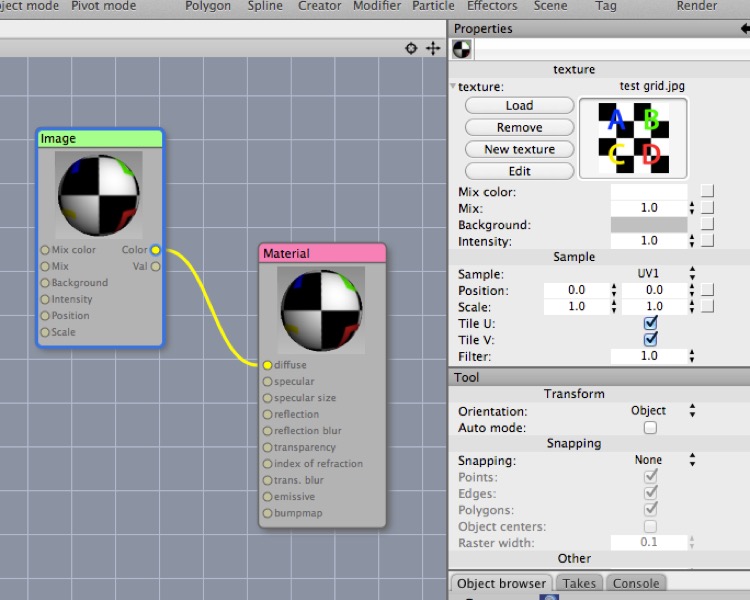 ject mode Pivot mode Polygon Spline Creator Modifier Particle Effectors Scene Tag Render
Image
Mix color Color
Mix Val
Background
Intensity
Position
Scale
Material
diffuse
specular
specular size
reflection
reflection blur
transparency
index of refraction
trans. blur
emissive
bumpmap
Properties
texture
texture: test grid.jpg
Load
Remove
New texture
Edit
A B
C D
Mix color:
Mix: 1.0
Background:
Intensity: 1.0
Sample
Sample: UV1
Position: 0.0 0.0
Scale: 1.0 1.0
Tile U:
Tile V:
Filter: 1.0
Tool
Transform
Orientation: Object
Auto mode:
Snapping
Snapping: None
Points:
Edges:
Polygons:
Object centers:
Raster width: 0.1
Other
Object browser Takes Console